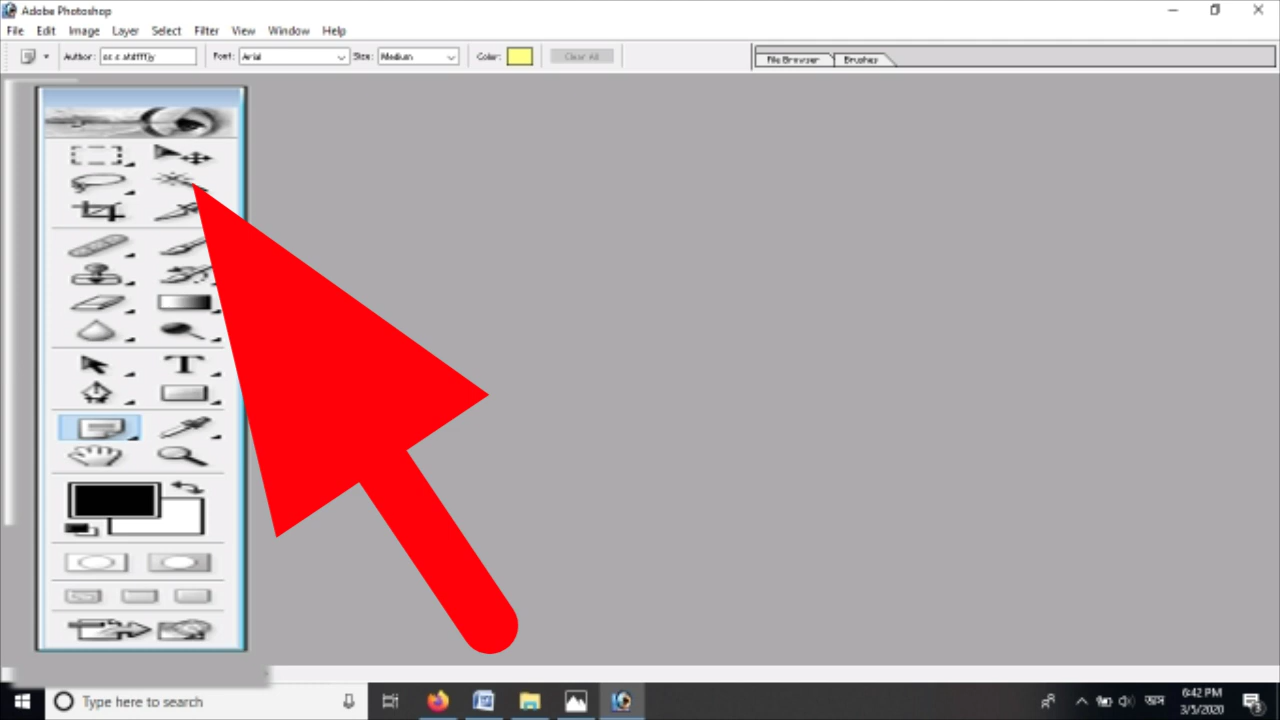 Adobe Photoshop
File Edit Image Layer Select Filter View Window Help
Author: Font: Arial Size: Medium Color: Clear All File Browser Brushes
T
Type here to search
6:42 PM
3/5/2020
3